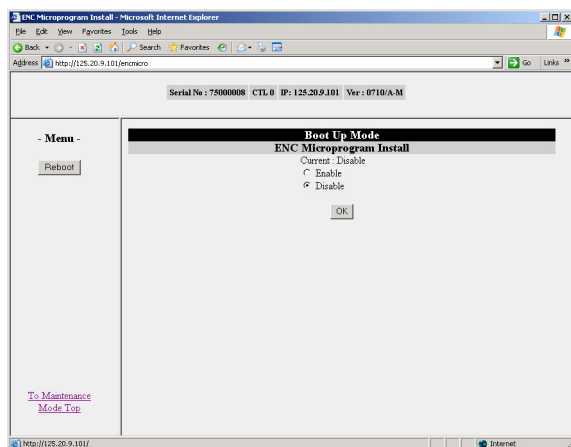 ENC Microprogram Install - Microsoft Internet Explorer
File Edit View Favorites Tools Help
Back Search Favorites
Address http://125.20.9.101/encmicro Go Links »
Serial No : 75000008 CTL 0 IP: 125.20.9.101 Ver : 0710/A-M
- Menu -
Reboot
Boot Up Mode
ENC Microprogram Install
Current : Disable
Enable
Disable
OK
To Maintenance
Mode Top
http://125.20.9.101/ Internet